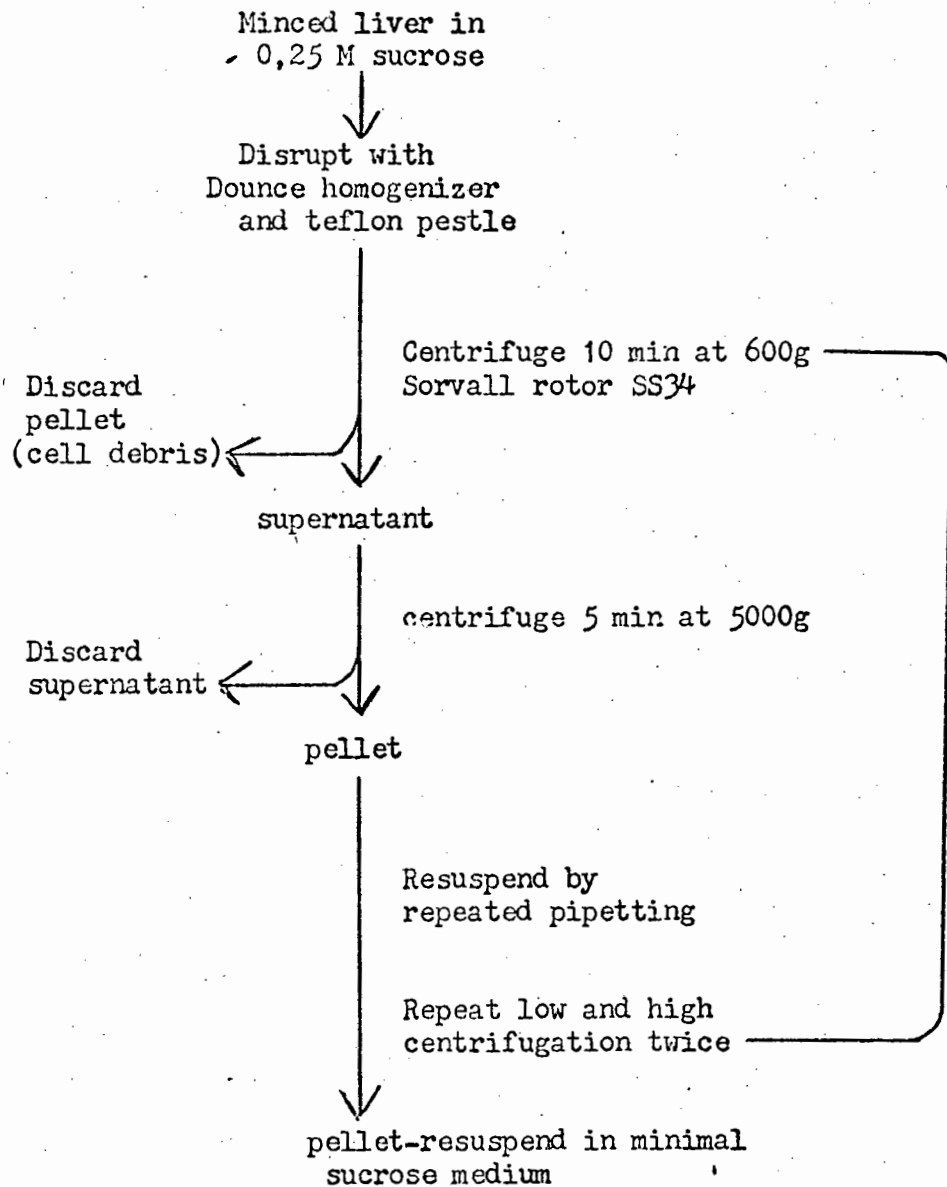 Minced liver in
0,25 M sucrose
Disrupt with
Dounce homogenizer
and teflon pestle
Centrifuge 10 min at 600g
Sorvall rotor SS34
Discard
pellet
(cell debris)
supernatant
centrifuge 5 min at 5000g
Discard
supernatant
pellet
Resuspend by
repeated pipetting
Repeat low and high
centrifugation twice
pellet-resuspend in minimal
sucrose medium